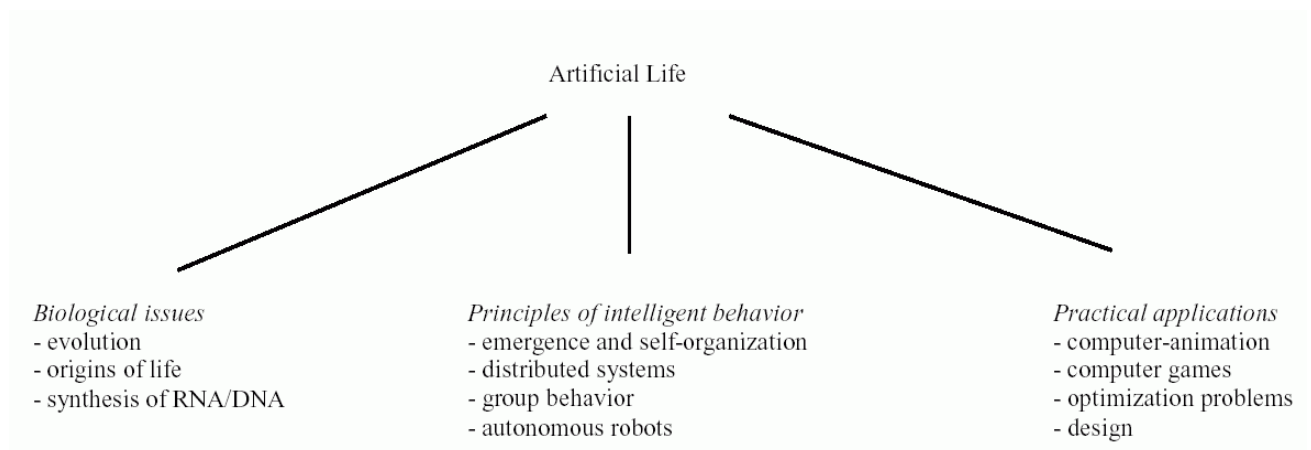 Artificial Life
Biological issues
- evolution
- origins of life
- synthesis of RNA/DNA
Principles of intelligent behavior
- emergence and self-organization
- distributed systems
- group behavior
- autonomous robots
Practical applications
- computer-animation
- computer games
- optimization problems
- design